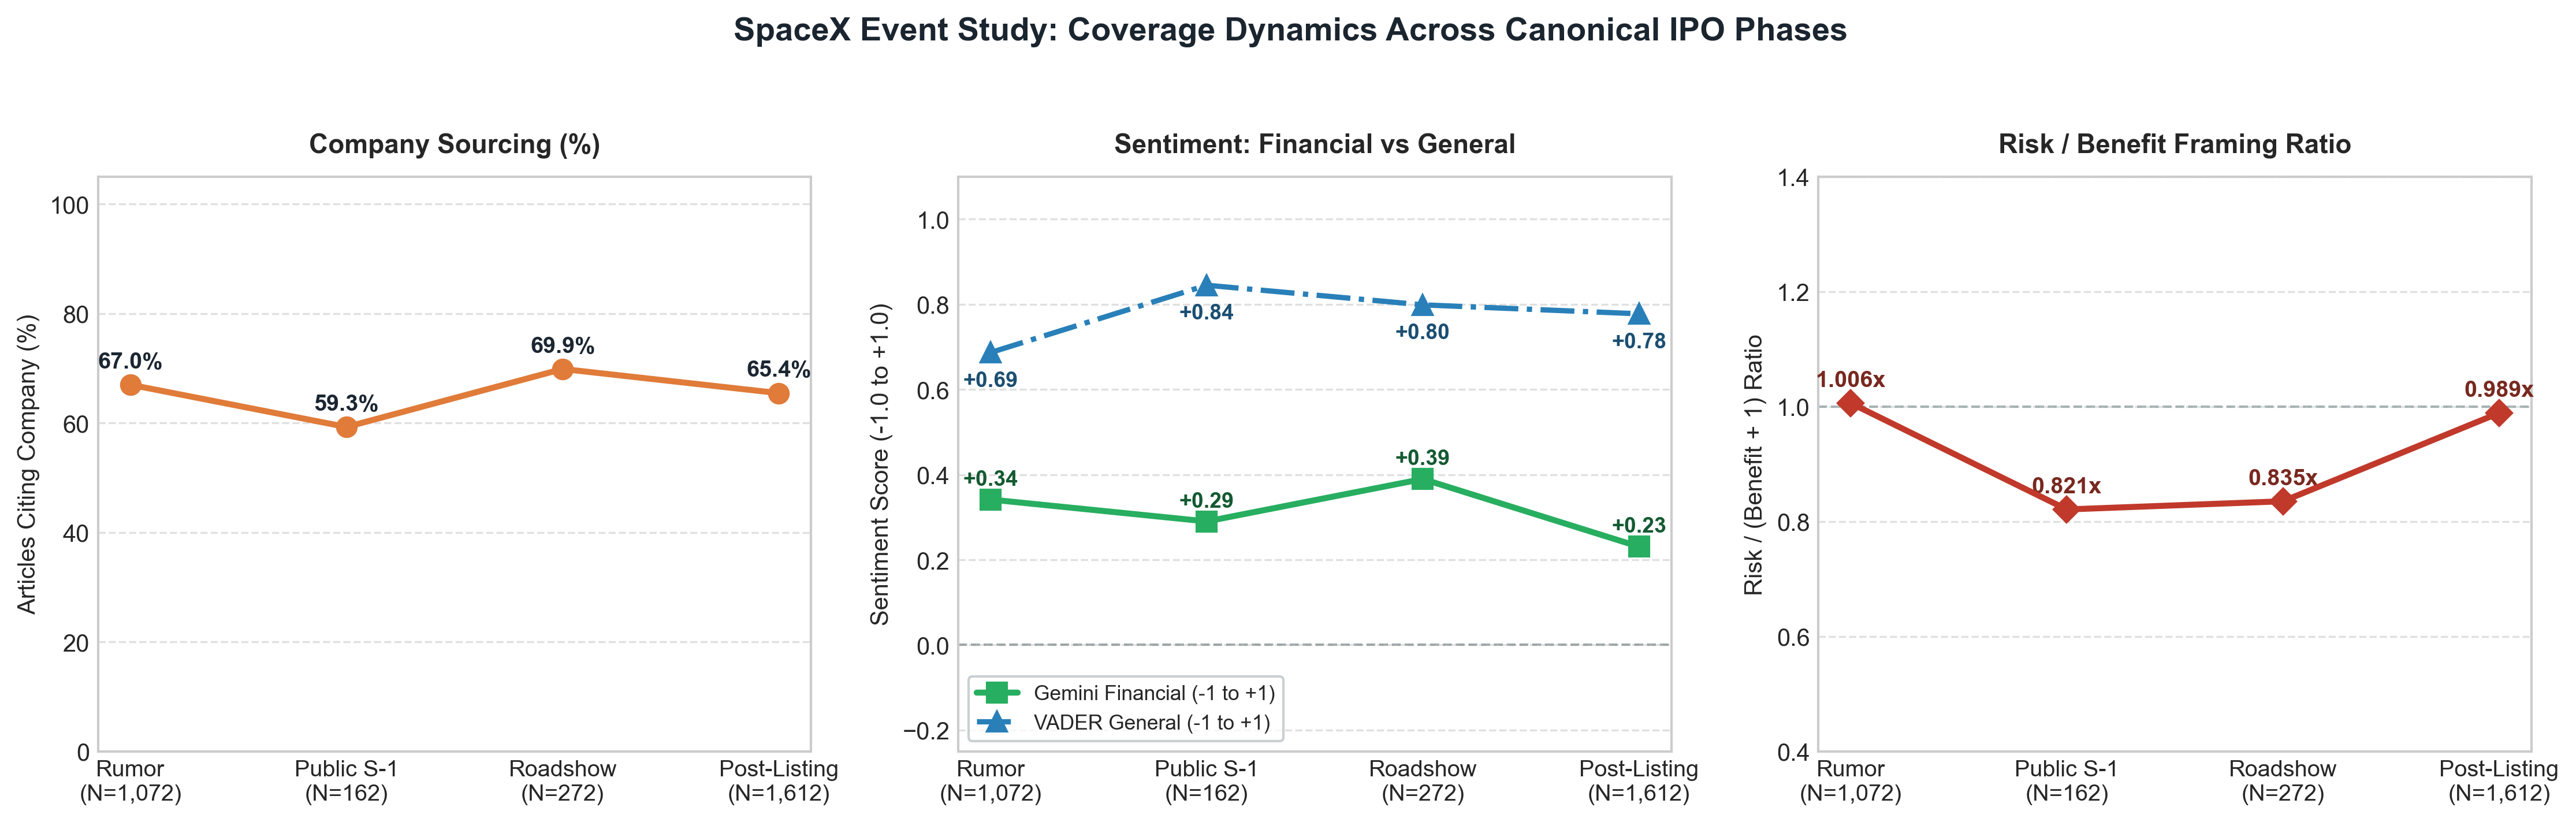 SpaceX Event Study: Coverage Dynamics Across Canonical IPO Phases
Company Sourcing (%)
Articles Citing Company (%)
100
80
60
40
20
0
67.0%
59.3%
69.9%
65.4%
Rumor
(N=1,072)
Public S-1
(N=162)
Roadshow
(N=272)
Post-Listing
(N=1,612)
Sentiment: Financial vs General
Sentiment Score (-1.0 to +1.0)
1.0
0.8
0.6
0.4
0.2
0.0
−0.2
+0.69
+0.84
+0.80
+0.78
+0.34
+0.29
+0.39
+0.23
Gemini Financial (-1 to +1)
VADER General (-1 to +1)
Rumor
(N=1,072)
Public S-1
(N=162)
Roadshow
(N=272)
Post-Listing
(N=1,612)
Risk / Benefit Framing Ratio
Risk / (Benefit + 1) Ratio
1.4
1.2
1.0
0.8
0.6
0.4
1.006x
0.821x
0.835x
0.989x
Rumor
(N=1,072)
Public S-1
(N=162)
Roadshow
(N=272)
Post-Listing
(N=1,612)